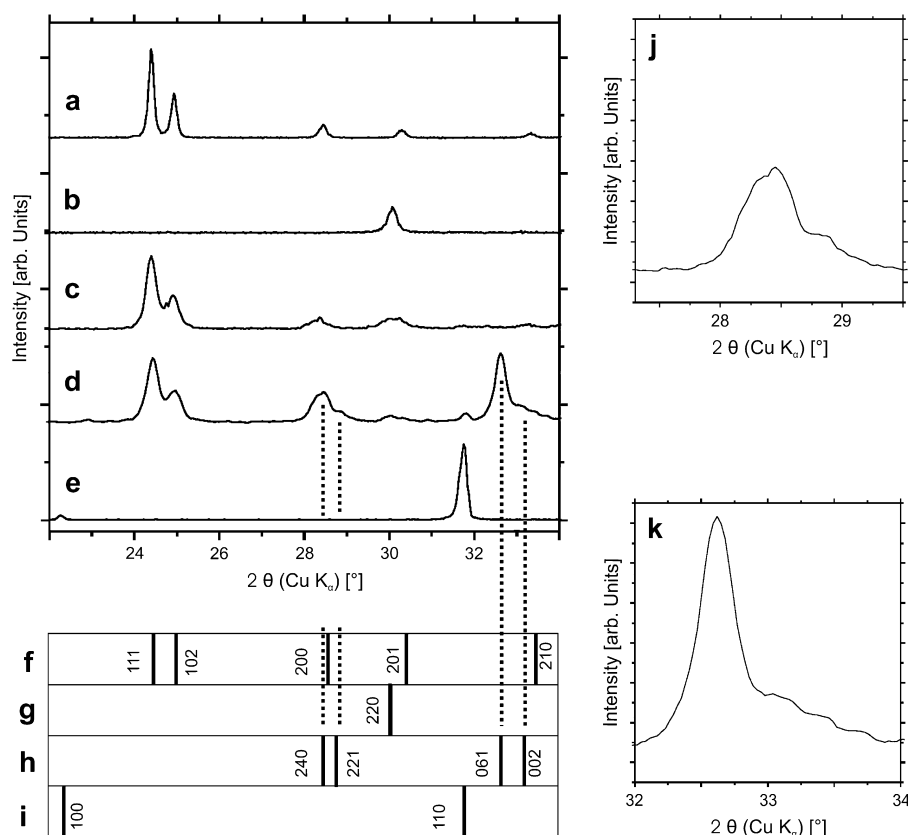 a
b
c
d
e
Intensity [arb. Units]
24 26 28 30 32
2 θ (Cu Kα) [°]
f 111 102 200 201 210
g 220
h 240 221 061 002
i 100 110
j
Intensity [arb. Units]
28 29
2 θ (Cu Kα) [°]
k
Intensity [arb. Units]
32 33 34
2 θ (Cu Kα) [°]